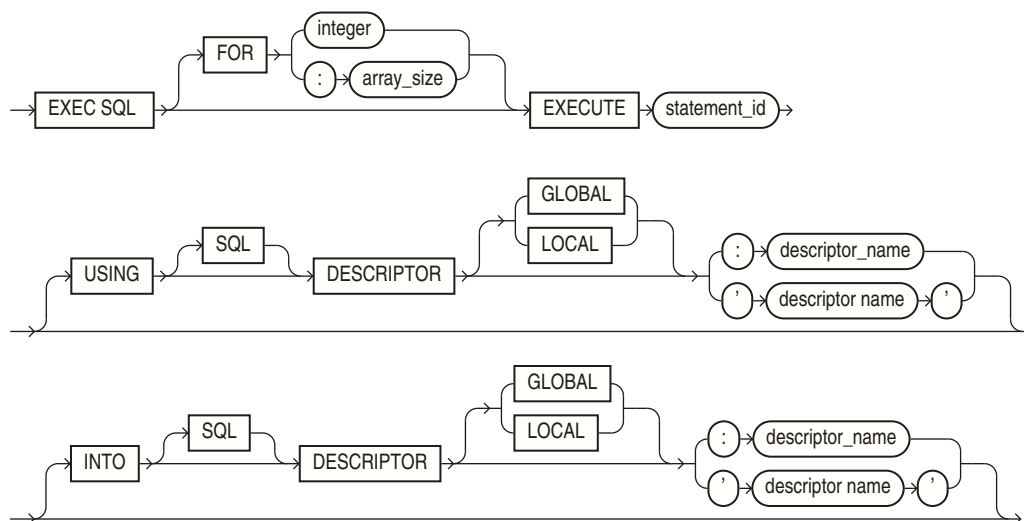 integer
FOR
: array_size
EXEC SQL EXECUTE statement_id
GLOBAL
SQL LOCAL : descriptor_name
USING DESCRIPTOR ' descriptor name '
GLOBAL
SQL LOCAL : descriptor_name
INTO DESCRIPTOR ' descriptor name '